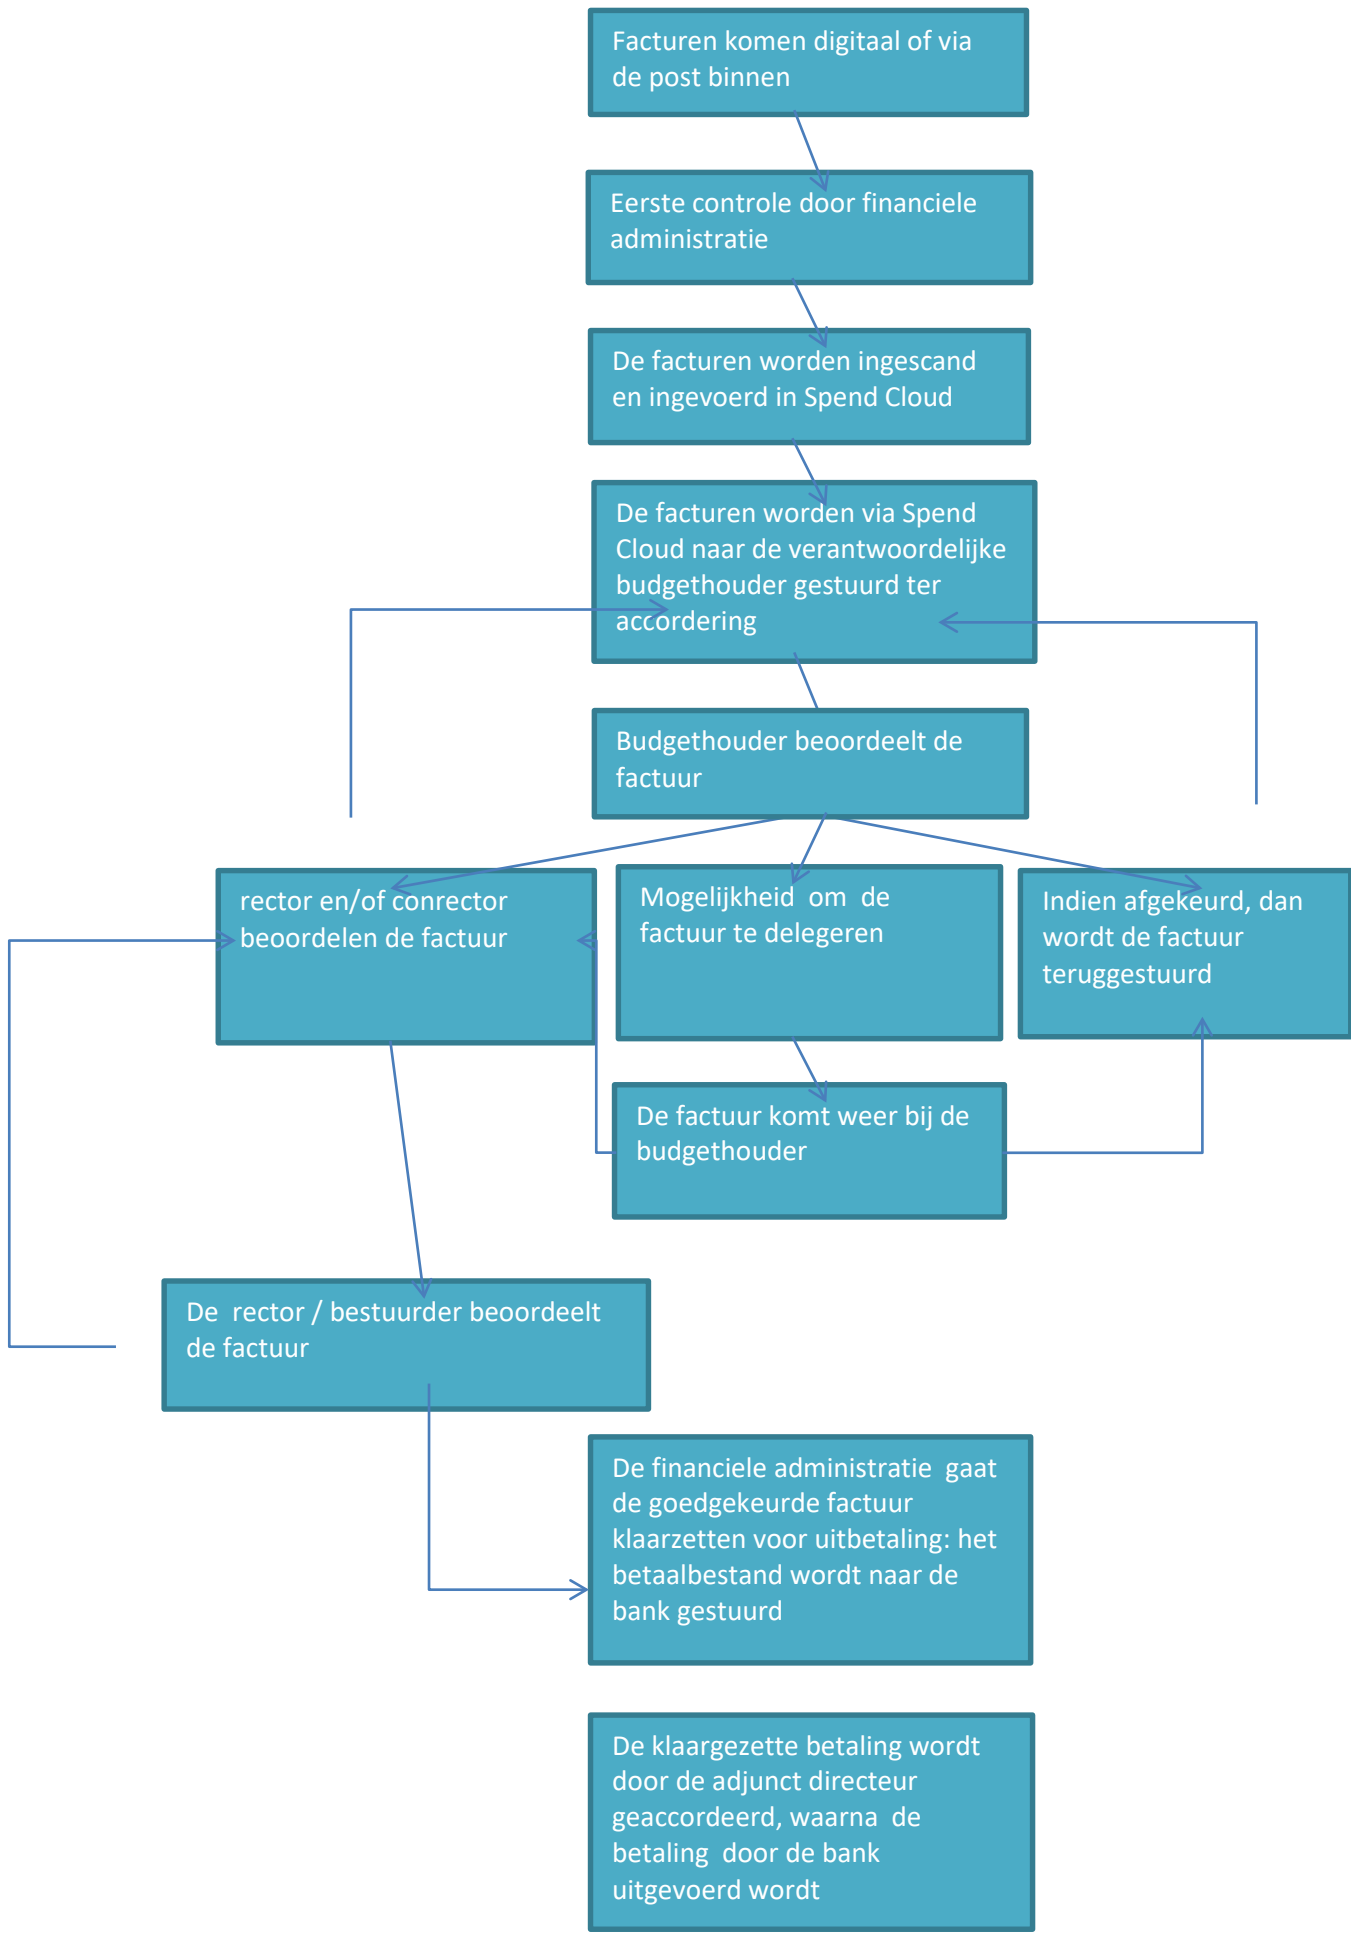 Facturen komen digitaal of via
de post binnen
Eerste controle door financiele
administratie
De facturen worden ingescand
en ingevoerd in Spend Cloud
De facturen worden via Spend
Cloud naar de verantwoordelijke
budgethouder gestuurd ter
accordering
Budgethouder beoordeelt de
factuur
rector en/of conrector
beoordelen de factuur
Mogelijkheid om de
factuur te delegeren
Indien afgekeurd, dan
wordt de factuur
teruggestuurd
De factuur komt weer bij de
budgethouder
De rector / bestuurder beoordeelt
de factuur
De financiele administratie gaat
de goedgekeurde factuur
klaarzetten voor uitbetaling: het
betaalbestand wordt naar de
bank gestuurd
De klaargezette betaling wordt
door de adjunct directeur
geaccordeerd, waarna de
betaling door de bank
uitgevoerd wordt